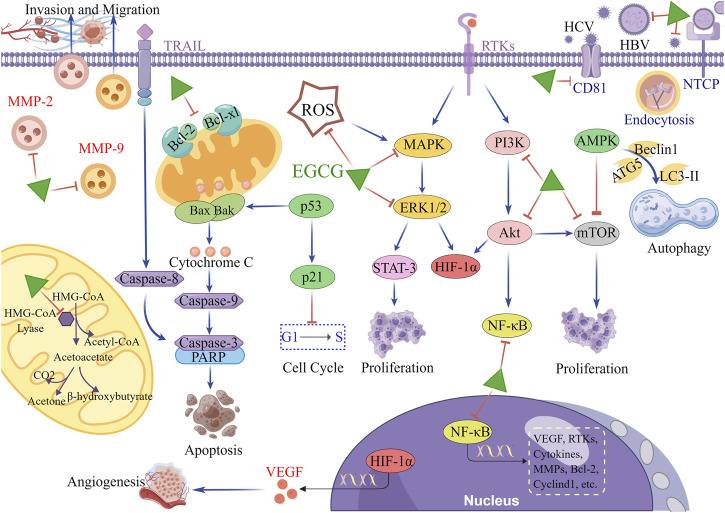 Invasion and Migration
TRAIL
RTKs
HCV
HBV
CD81
NTCP
Endocytosis
MMP-2
MMP-9
Bcl-2
Bcl-xl
ROS
EGCG
MAPK
PI3K
AMPK
Beclin1
ATG5
LC3-II
Autophagy
Bax Bak
p53
ERK1/2
Akt
mTOR
Cytochrome C
p21
STAT-3
HIF-1α
Caspase-8
Caspase-9
Caspase-3
PARP
G1
S
Cell Cycle
Proliferation
NF-κB
Proliferation
HMG-CoA
HMG-CoA
Lyase
Acetyl-CoA
Acetoacetate
CO2
Acetone
β-hydroxybutyrate
Apoptosis
NF-κB
VEGF, RTKs,
Cytokines,
MMPs, Bcl-2,
Cyclind1, etc.
HIF-1α
VEGF
Angiogenesis
Nucleus